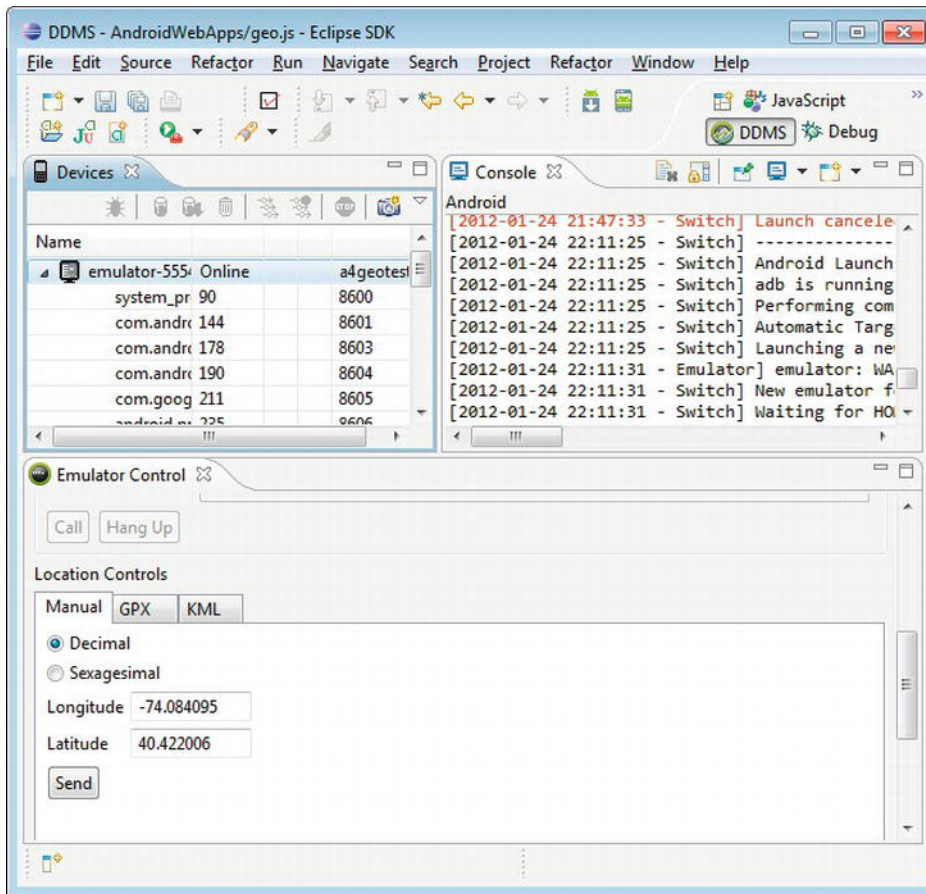 DDMS - AndroidWebApps/geo.js - Eclipse SDK
File Edit Source Refactor Run Navigate Search Project Refactor Window Help
JavaScript
DDMS Debug
Devices
Name
emulator-5554 Online a4geotest
system_pr 90 8600
com.andro 144 8601
com.andro 178 8603
com.andro 190 8604
com.goog 211 8605
android.pr 225 8606
Console
Android
[2012-01-24 21:47:33 - Switch] Launch cancele
[2012-01-24 22:11:25 - Switch] --------------
[2012-01-24 22:11:25 - Switch] Android Launch
[2012-01-24 22:11:25 - Switch] adb is running
[2012-01-24 22:11:25 - Switch] Performing com
[2012-01-24 22:11:25 - Switch] Automatic Targ
[2012-01-24 22:11:25 - Switch] Launching a ne
[2012-01-24 22:11:31 - Emulator] emulator: WA
[2012-01-24 22:11:31 - Switch] New emulator f
[2012-01-24 22:11:31 - Switch] Waiting for HO
Emulator Control
Call Hang Up
Location Controls
Manual GPX KML
Decimal
Sexagesimal
Longitude -74.084095
Latitude 40.422006
Send